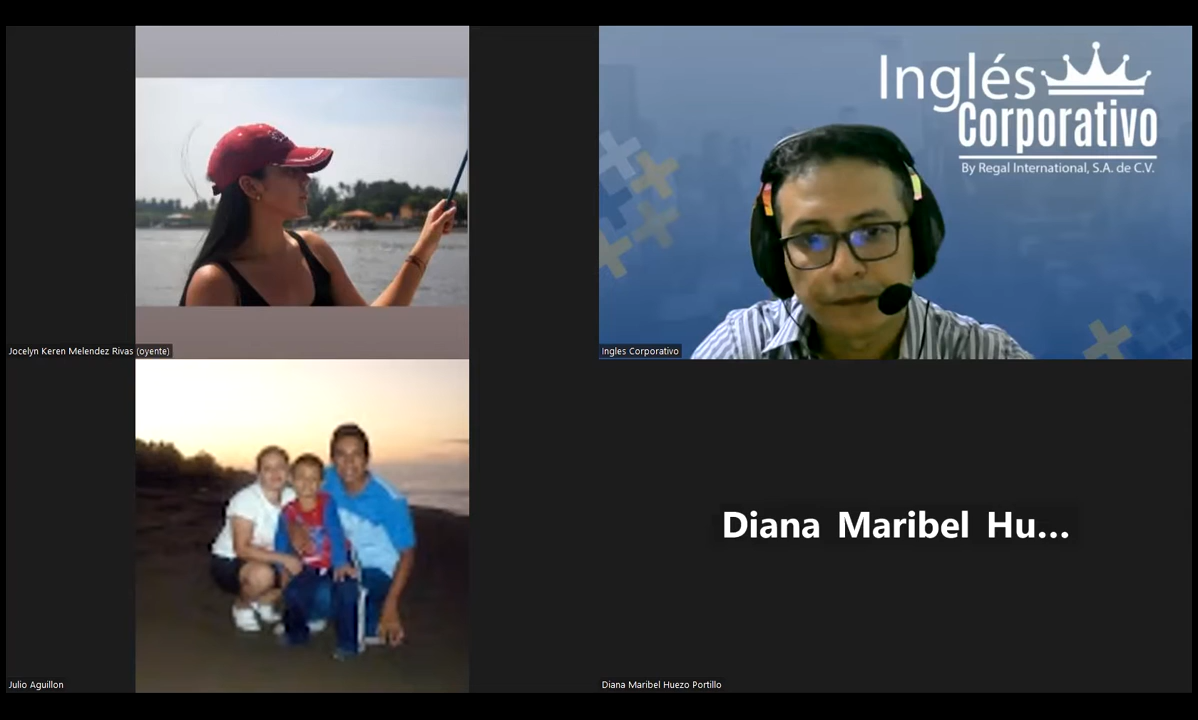 Inglés
Corporativo
By Regal International, S.A. de C.V.
Jocelyn Keren Melendez Rivas (oyente)
Ingles Corporativo
Diana Maribel Hu...
Julio Aguillon
Diana Maribel Huezo Portillo